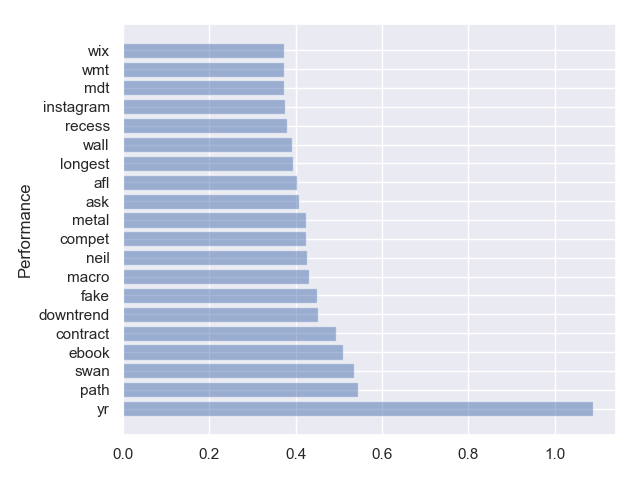 wix
wmt
mdt
instagram
recess
wall
longest
afl
ask
metal
compet
neil
macro
fake
downtrend
contract
ebook
swan
path
yr
Performance
0.0 0.2 0.4 0.6 0.8 1.0